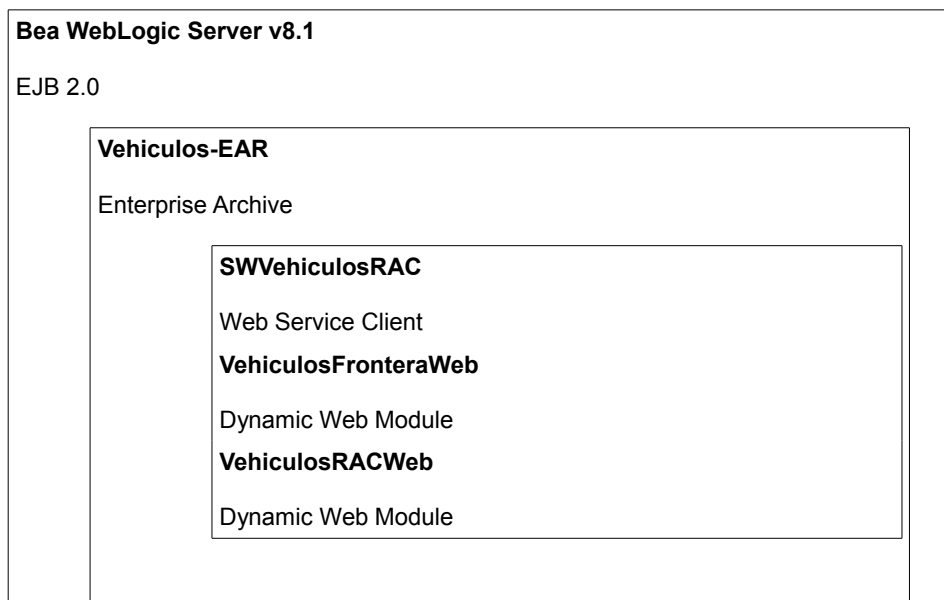 Bea WebLogic Server v8.1
EJB 2.0
Vehiculos-EAR
Enterprise Archive
SWVehiculosRAC
Web Service Client
VehiculosFronteraWeb
Dynamic Web Module
VehiculosRACWeb
Dynamic Web Module